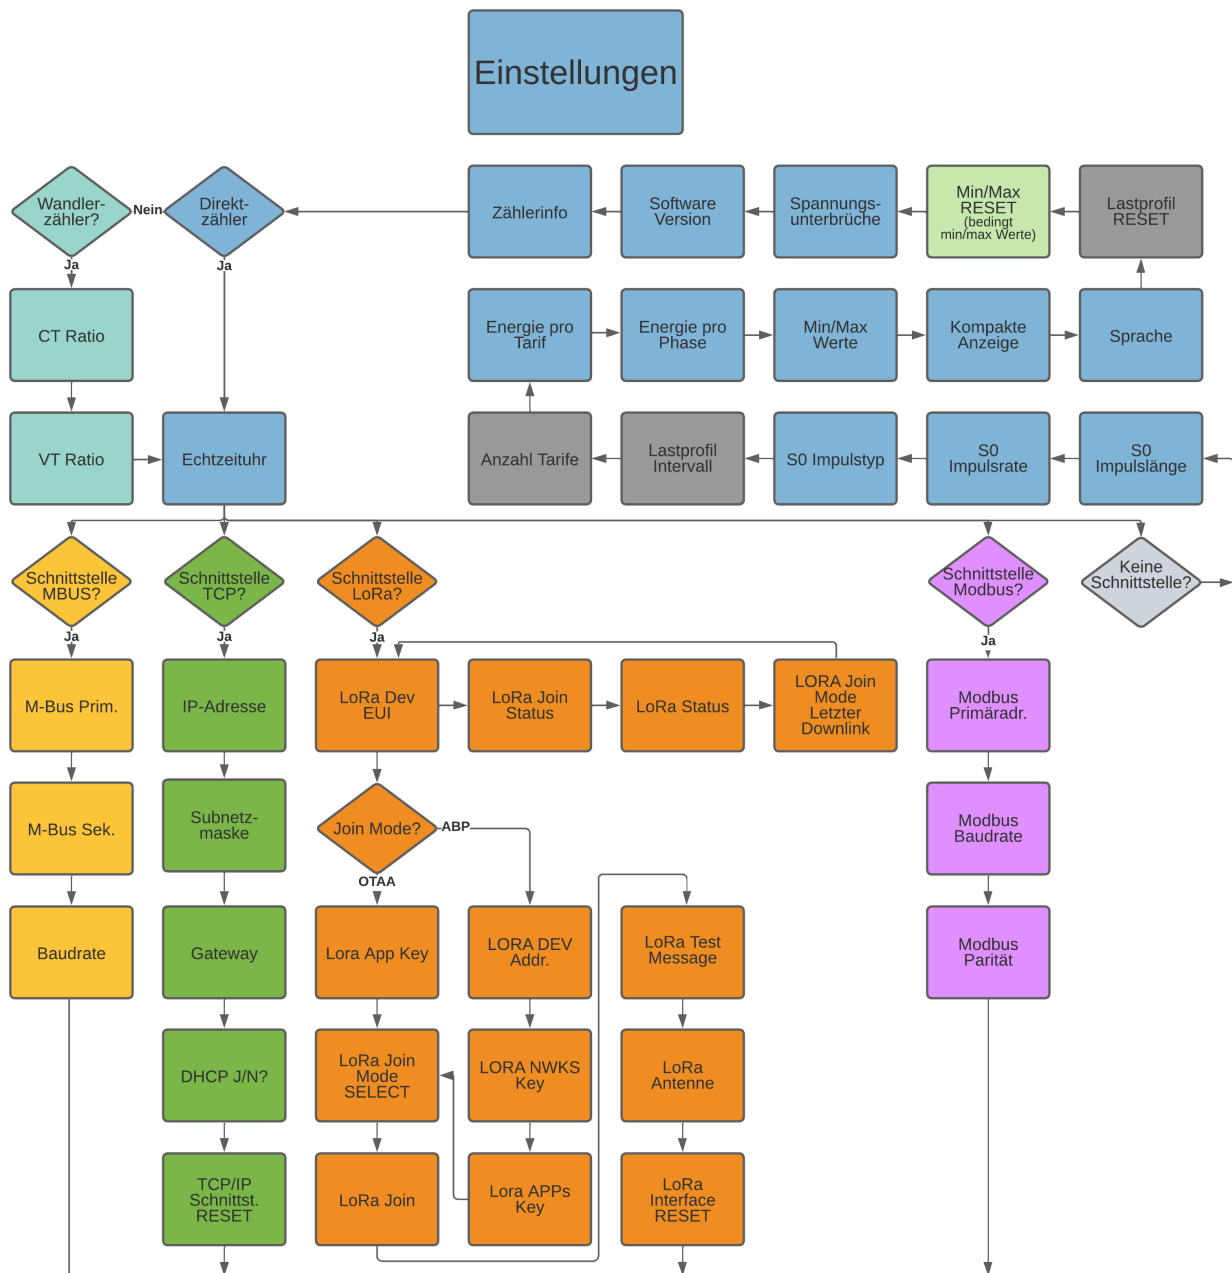 Einstellungen
Wandler-
zähler?
Nein
Direkt-
zähler
Zählerinfo
Software
Version
Spannungs-
unterbrüche
Min/Max
RESET
(bedingt
min/max Werte)
Lastprofil
RESET
Ja
Ja
CT Ratio
Energie pro
Tarif
Energie pro
Phase
Min/Max
Werte
Kompakte
Anzeige
Sprache
VT Ratio
Echtzeituhr
Anzahl Tarife
Lastprofil
Intervall
S0 Impulstyp
S0
Impulsrate
S0
Impulslänge
Schnittstelle
MBUS?
Schnittstelle
TCP?
Schnittstelle
LoRa?
Schnittstelle
Modbus?
Keine
Schnittstelle?
Ja
Ja
Ja
Ja
M-Bus Prim.
IP-Adresse
LoRa Dev
EUI
LoRa Join
Status
LoRa Status
LORA Join
Mode
Letzter
Downlink
Modbus
Primäradr.
M-Bus Sek.
Subnetz-
maske
Join Mode?
ABP
Modbus
Baudrate
OTAA
Baudrate
Gateway
Lora App Key
LORA DEV
Addr.
LoRa Test
Message
Modbus
Parität
DHCP J/N?
LoRa Join
Mode
SELECT
LORA NWKS
Key
LoRa
Antenne
TCP/IP
Schnittst.
RESET
LoRa Join
Lora APPs
Key
LoRa
Interface
RESET